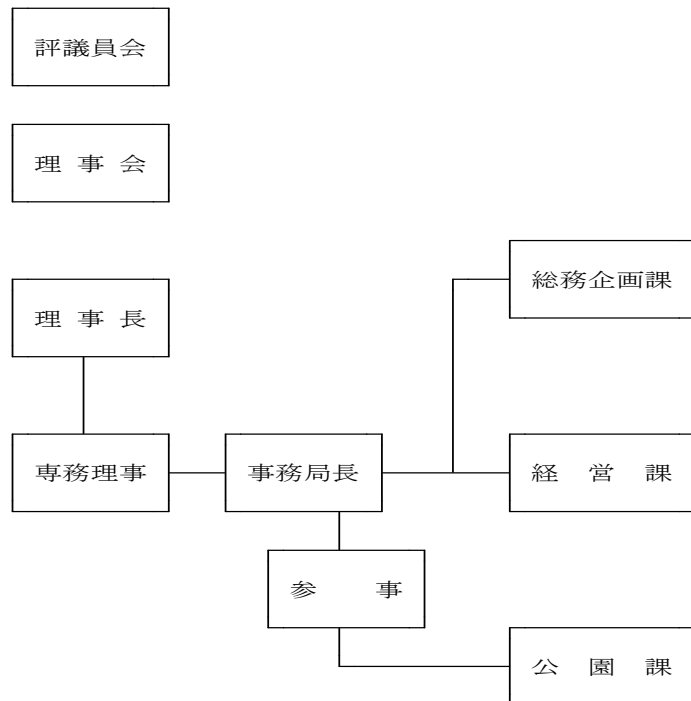 評議員会
理事会
総務企画課
理事長
専務理事
事務局長
経営課
参事
公園課